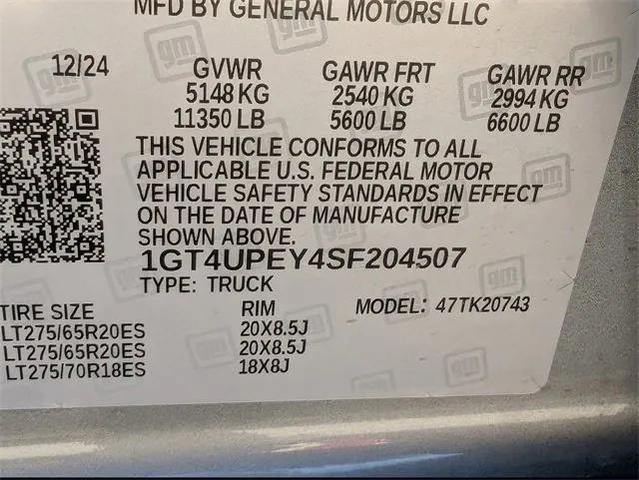 MFD BY GENERAL MOTORS LLC
12/24 GVWR GAWR FRT GAWR RR
5148 KG 2540 KG 2994 KG
11350 LB 5600 LB 6600 LB
THIS VEHICLE CONFORMS TO ALL
APPLICABLE U.S. FEDERAL MOTOR
VEHICLE SAFETY STANDARDS IN EFFECT
ON THE DATE OF MANUFACTURE
SHOWN ABOVE.
1GT4UPEY4SF204507
TYPE: TRUCK
TIRE SIZE RIM MODEL: 47TK20743
LT275/65R20ES 20X8.5J
LT275/65R20ES 20X8.5J
LT275/70R18ES 18X8J